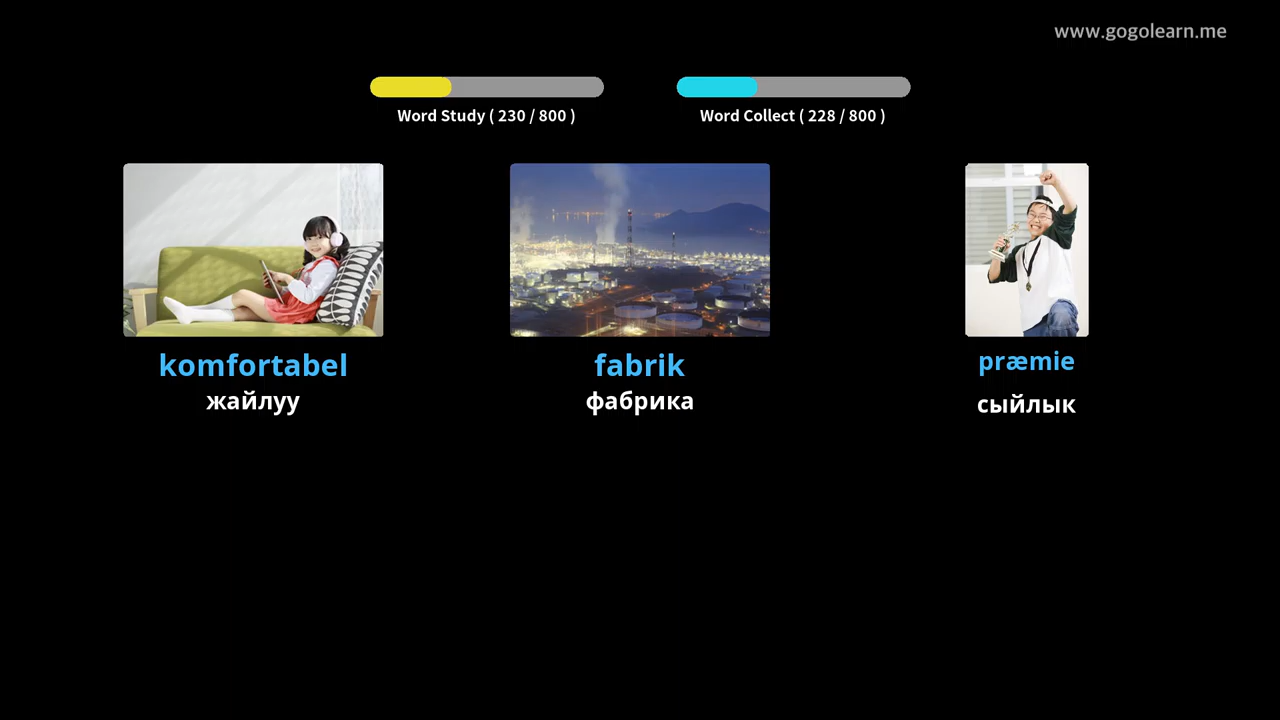 www.gogolearn.me
Word Study ( 230 / 800 )
Word Collect ( 228 / 800 )
komfortabel
жайлуу
fabrik
фабрика
præmie
сыйлык